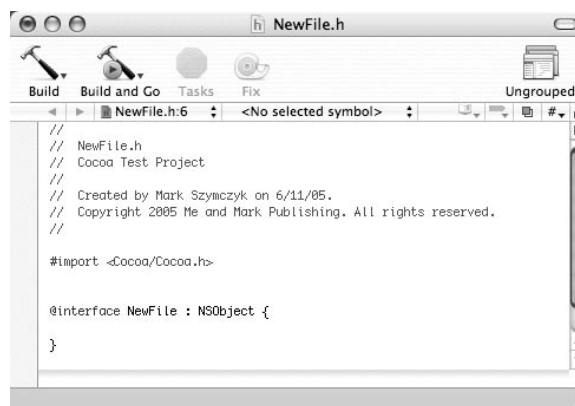 h NewFile.h
Build Build and Go Tasks Fix Ungrouped
NewFile.h:6 <No selected symbol> #
//
// NewFile.h
// Cocoa Test Project
//
// Created by Mark Szymczyk on 6/11/05.
// Copyright 2005 Me and Mark Publishing. All rights reserved.
//
#import <Cocoa/Cocoa.h>
@interface NewFile : NSObject {
}